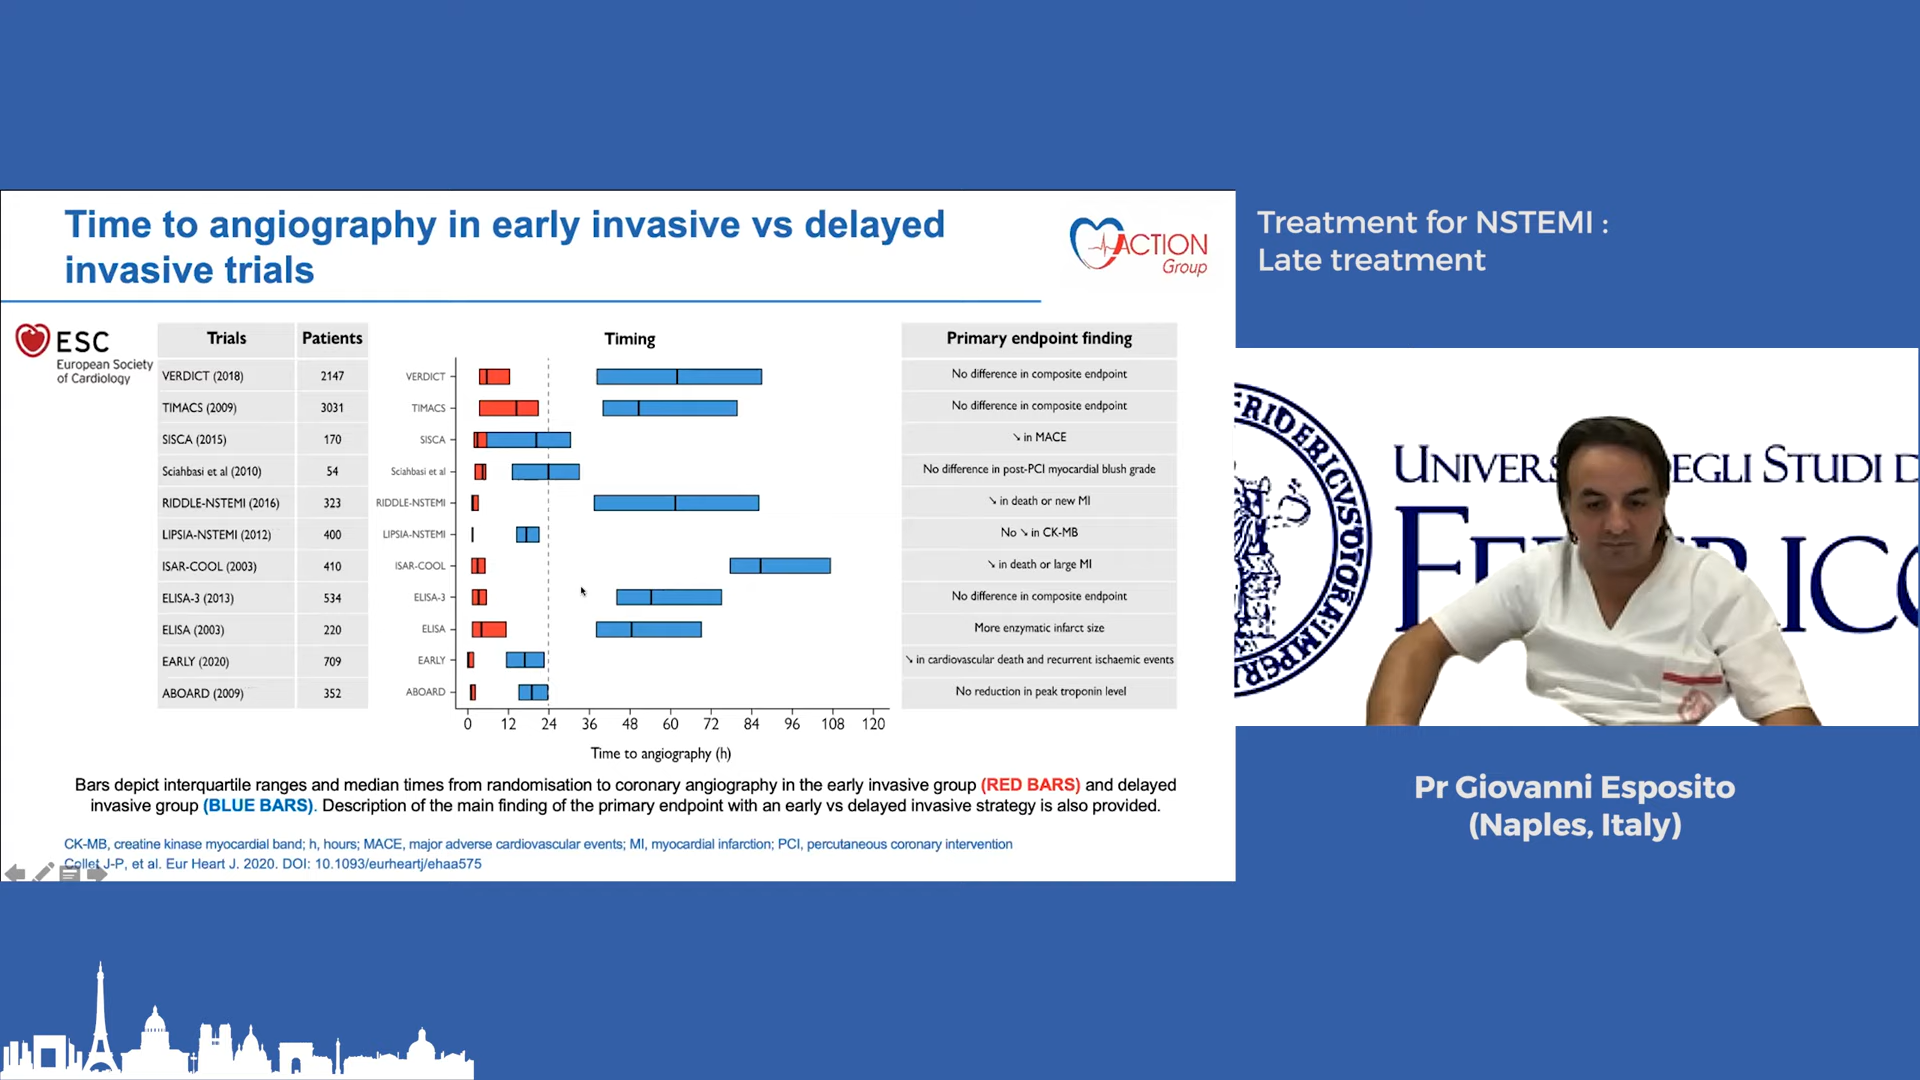 Time to angiography in early invasive vs delayed
invasive trials
ACTION
Group
Treatment for NSTEMI :
Late treatment
ESC
European Society
of Cardiology
Trials Patients Timing Primary endpoint finding
VERDICT (2018) 2147 VERDICT No difference in composite endpoint
TIMACS (2009) 3031 TIMACS No difference in composite endpoint
SISCA (2015) 170 SISCA ↘ in MACE
Sciahbasi et al (2010) 54 Sciahbasi et al No difference in post-PCI myocardial blush grade
RIDDLE-NSTEMI (2016) 323 RIDDLE-NSTEMI ↘ in death or new MI
LIPSIA-NSTEMI (2012) 400 LIPSIA-NSTEMI No ↘ in CK-MB
ISAR-COOL (2003) 410 ISAR-COOL ↘ in death or large MI
ELISA-3 (2013) 534 ELISA-3 No difference in composite endpoint
ELISA (2003) 220 ELISA More enzymatic infarct size
EARLY (2020) 709 EARLY ↘ in cardiovascular death and recurrent ischaemic events
ABOARD (2009) 352 ABOARD No reduction in peak troponin level
0 12 24 36 48 60 72 84 96 108 120
Time to angiography (h)
Bars depict interquartile ranges and median times from randomisation to coronary angiography in the early invasive group (RED BARS) and delayed
invasive group (BLUE BARS). Description of the main finding of the primary endpoint with an early vs delayed invasive strategy is also provided.
CK-MB, creatine kinase myocardial band; h, hours; MACE, major adverse cardiovascular events; MI, myocardial infarction; PCI, percutaneous coronary intervention
Collet J-P, et al. Eur Heart J. 2020. DOI: 10.1093/eurheartj/ehaa575
Pr Giovanni Esposito
(Naples, Italy)